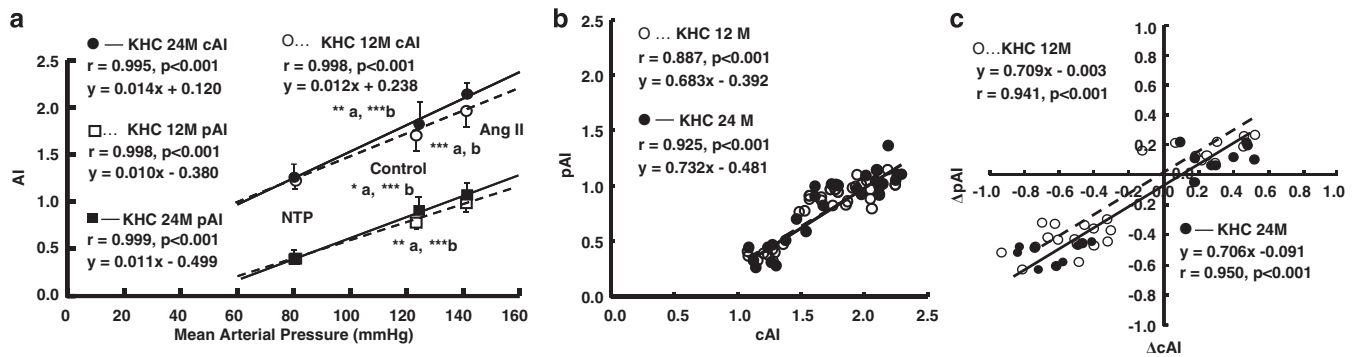 a
● — KHC 24M cAI
r = 0.995, p<0.001
y = 0.014x + 0.120
○... KHC 12M cAI
r = 0.998, p<0.001
y = 0.012x + 0.238
□... KHC 12M pAI
r = 0.998, p<0.001
y = 0.010x - 0.380
■ — KHC 24M pAI
r = 0.999, p<0.001
y = 0.011x - 0.499
** a, ***b
Ang II
*** a, b
Control
* a, *** b
NTP
** a, ***b
AI
2.5
2.0
1.5
1.0
0.5
0.0
0 20 40 60 80 100 120 140 160
Mean Arterial Pressure (mmHg)
b
○ ... KHC 12 M
r = 0.887, p<0.001
y = 0.683x - 0.392
● — KHC 24 M
r = 0.925, p<0.001
y = 0.732x - 0.481
pAI
2.5
2.0
1.5
1.0
0.5
0.0
0.0 0.5 1.0 1.5 2.0 2.5
cAI
c
○...KHC 12M
y = 0.709x - 0.003
r = 0.941, p<0.001
● — KHC 24M
y = 0.706x -0.091
r = 0.950, p<0.001
ΔpAI
1.0
0.8
0.6
0.4
0.2
0.0
-0.2
-0.4
-0.6
-0.8
-1.0
-1.0 -0.8 -0.6 -0.4 -0.2 0.0 0.2 0.4 0.6 0.8 1.0
ΔcAI